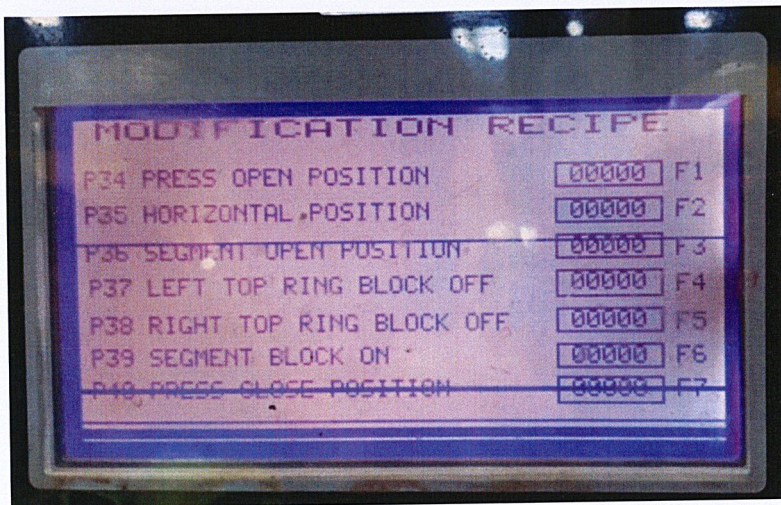 MODIFICATION RECIPE
P34 PRESS OPEN POSITION 00000 F1
P35 HORIZONTAL POSITION 00000 F2
P36 SEGMENT OPEN POSITION 00000 F3
P37 LEFT TOP RING BLOCK OFF 00000 F4
P38 RIGHT TOP RING BLOCK OFF 00000 F5
P39 SEGMENT BLOCK ON 00000 F6
P40 PRESS CLOSE POSITION 00000 F7